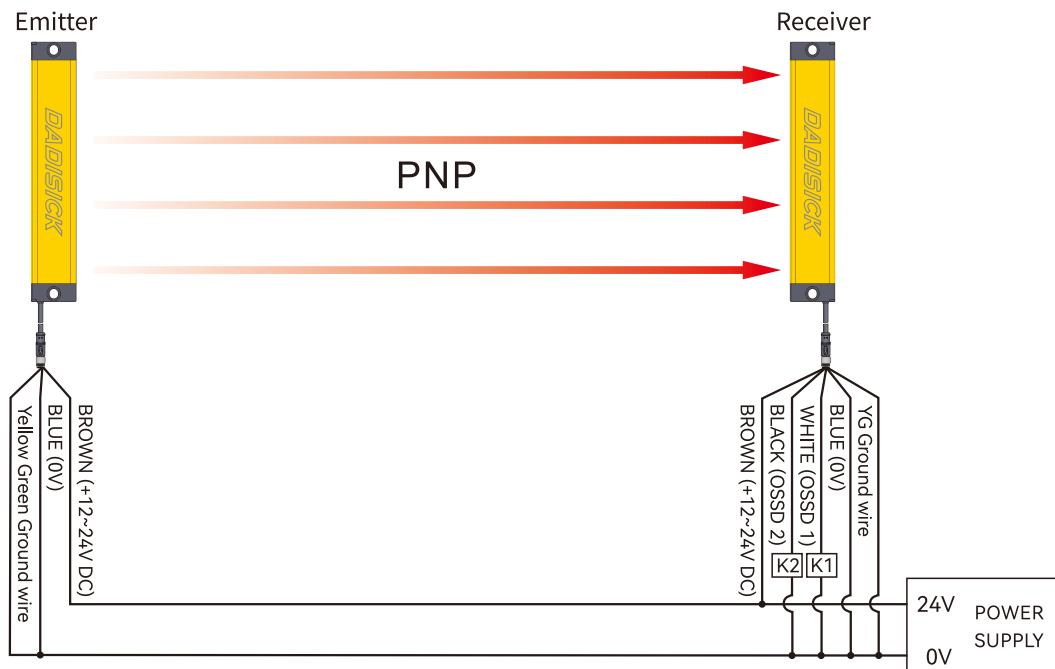 Emitter
Receiver
DADISICK
PNP
DADISICK
Yellow Green Ground wire
BLUE (0V)
BROWN (+12~24V DC)
BROWN (+12~24V DC)
BLACK (OSSD 2)
WHITE (OSSD 1)
BLUE (0V)
YG Ground wire
K2
K1
24V
POWER
SUPPLY
0V